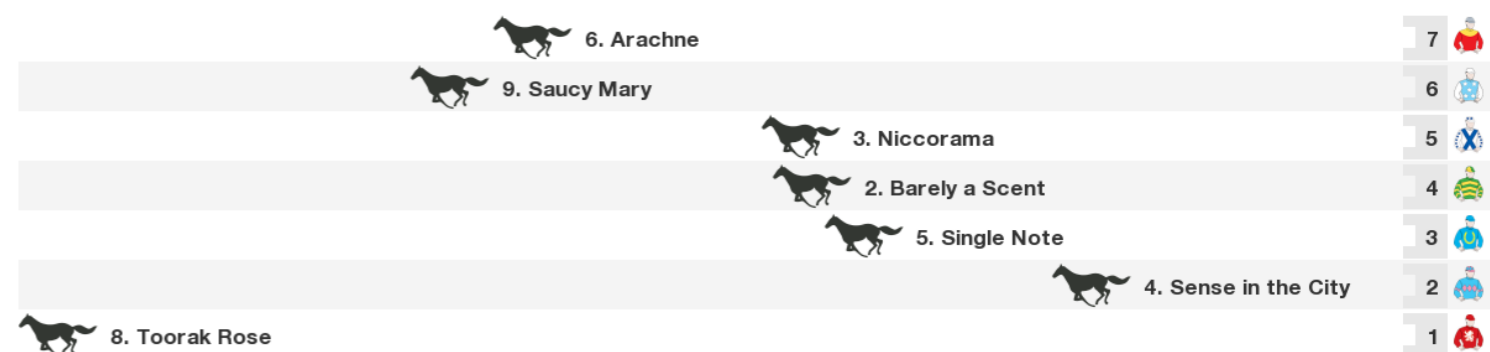 6. Arachne 7
9. Saucy Mary 6
3. Niccorama 5
2. Barely a Scent 4
5. Single Note 3
4. Sense in the City 2
8. Toorak Rose 1